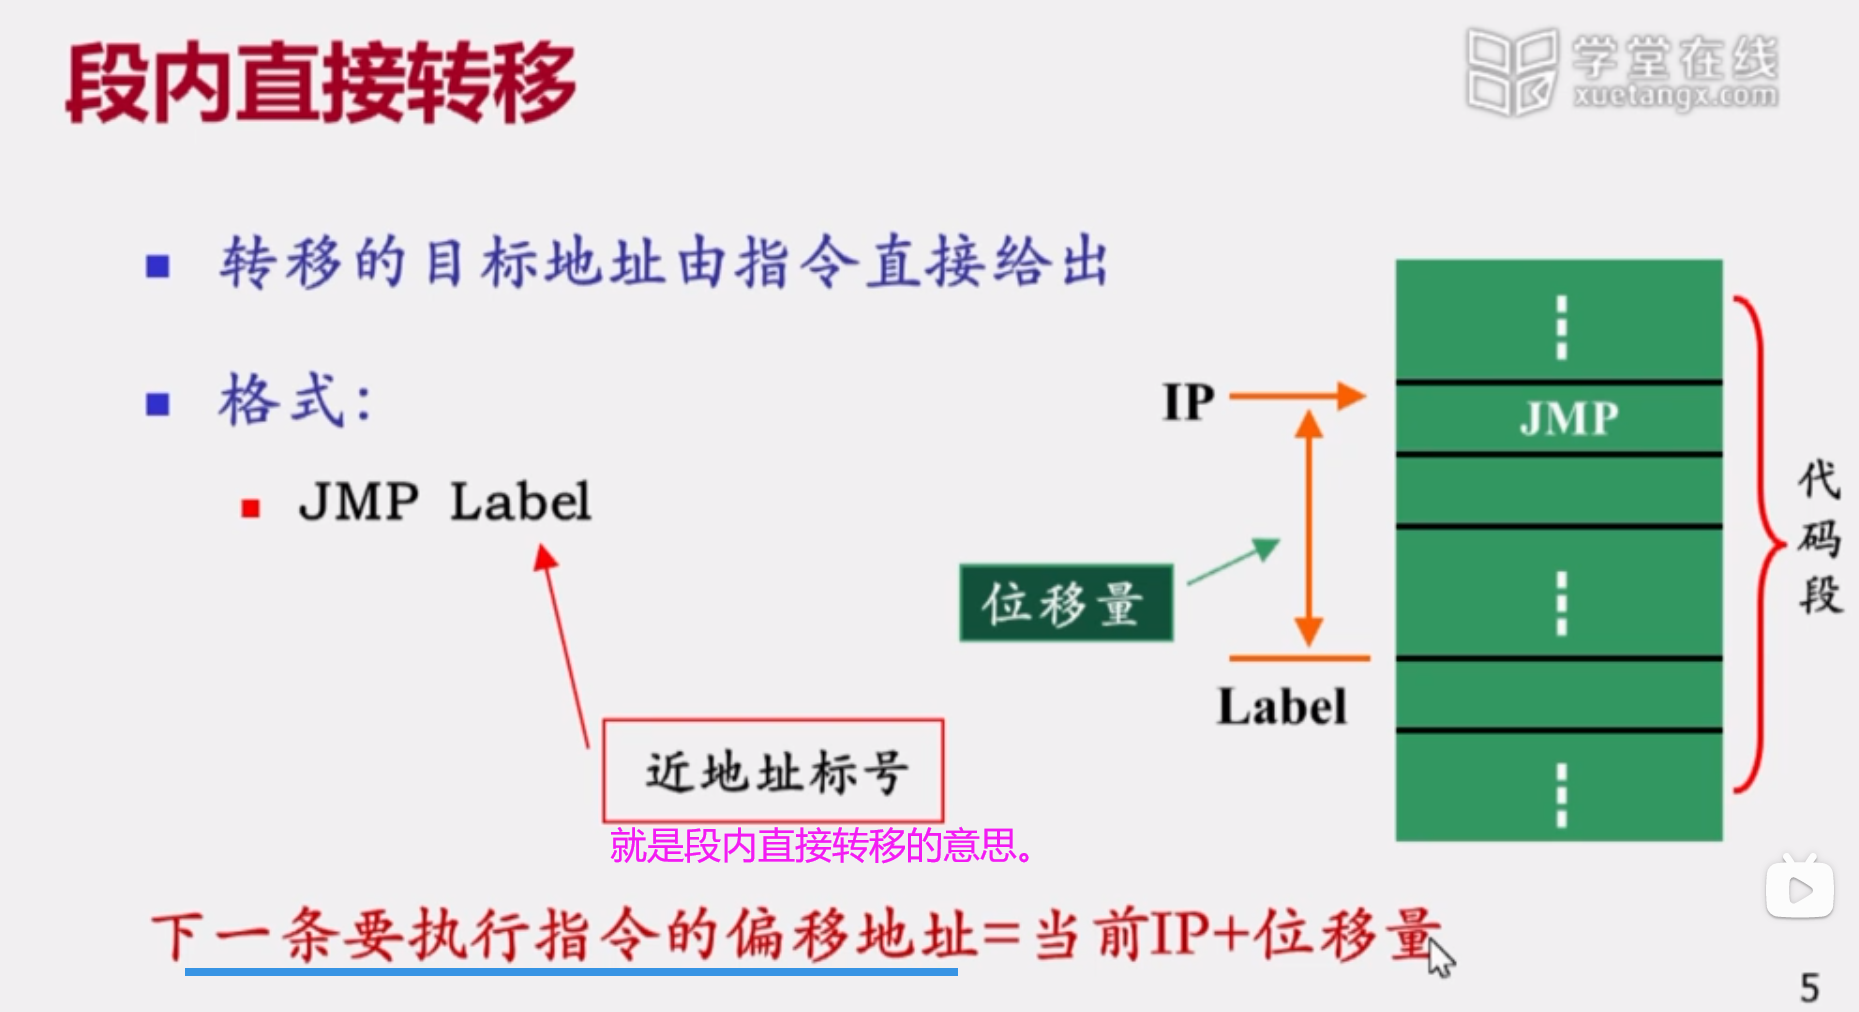 段内直接转移
学堂在线
xuetangx.com
转移的目标地址由指令直接给出
格式:
JMP Label
近地址标号
就是段内直接转移的意思。
IP
位移量
Label
JMP
代码段
下一条要执行指令的偏移地址=当前IP+位移量
5